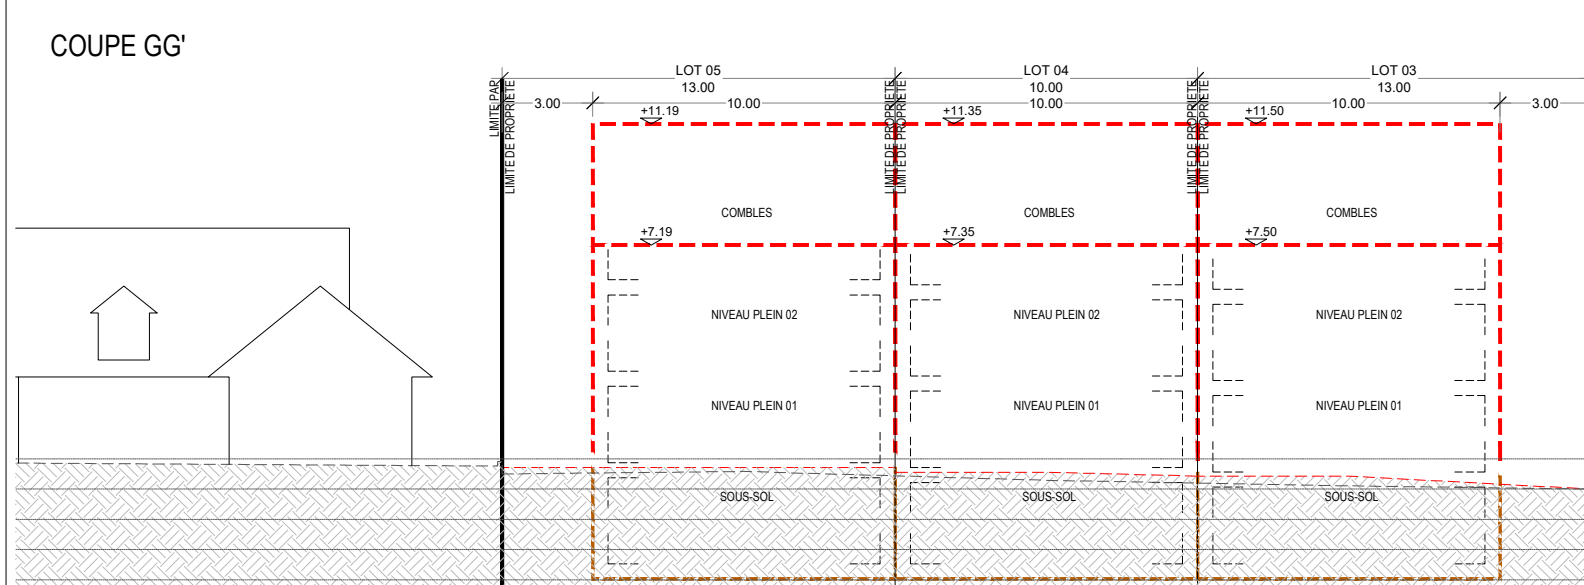 COUPE GG'
LOT 05
LOT 04
LOT 03
13.00
10.00
13.00
3.00
10.00
10.00
10.00
3.00
LIMITE PAR
LIMITE DE PROPRIETE
LIMITE DE PROPRIETE
LIMITE DE PROPRIETE
LIMITE DE PROPRIETE
LIMITE DE PROPRIETE
+11.19
+11.35
+11.50
COMBLES
COMBLES
COMBLES
+7.19
+7.35
+7.50
NIVEAU PLEIN 02
NIVEAU PLEIN 02
NIVEAU PLEIN 02
NIVEAU PLEIN 01
NIVEAU PLEIN 01
NIVEAU PLEIN 01
SOUS-SOL
SOUS-SOL
SOUS-SOL